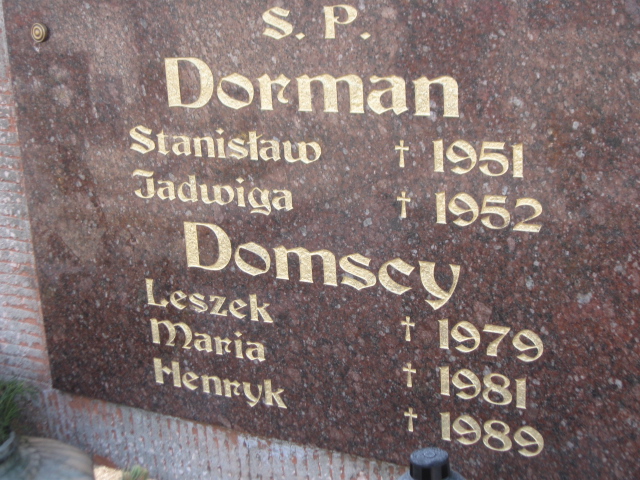 S. P.
Dorman
Stanisław † 1951
Jadwiga † 1952
Domscy
Leszek † 1979
Maria † 1981
Henryk † 1989